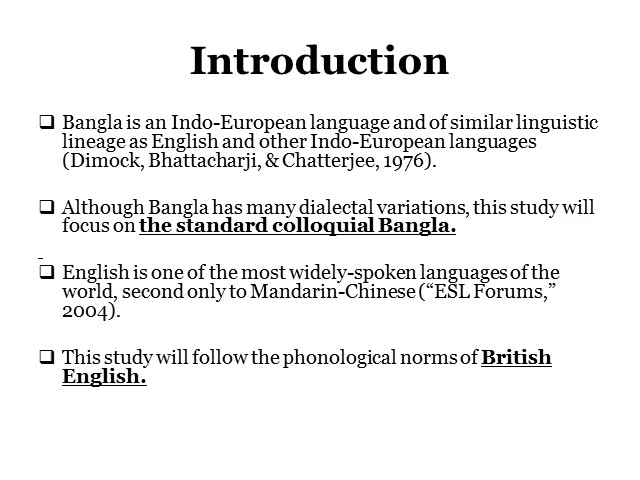 Introduction
Bangla is an Indo-European language and of similar linguistic
lineage as English and other Indo-European languages
(Dimock, Bhattacharji, & Chatterjee, 1976).
Although Bangla has many dialectal variations, this study will
focus on the standard colloquial Bangla.
English is one of the most widely-spoken languages of the
world, second only to Mandarin-Chinese (“ESL Forums,”
2004).
This study will follow the phonological norms of British
English.